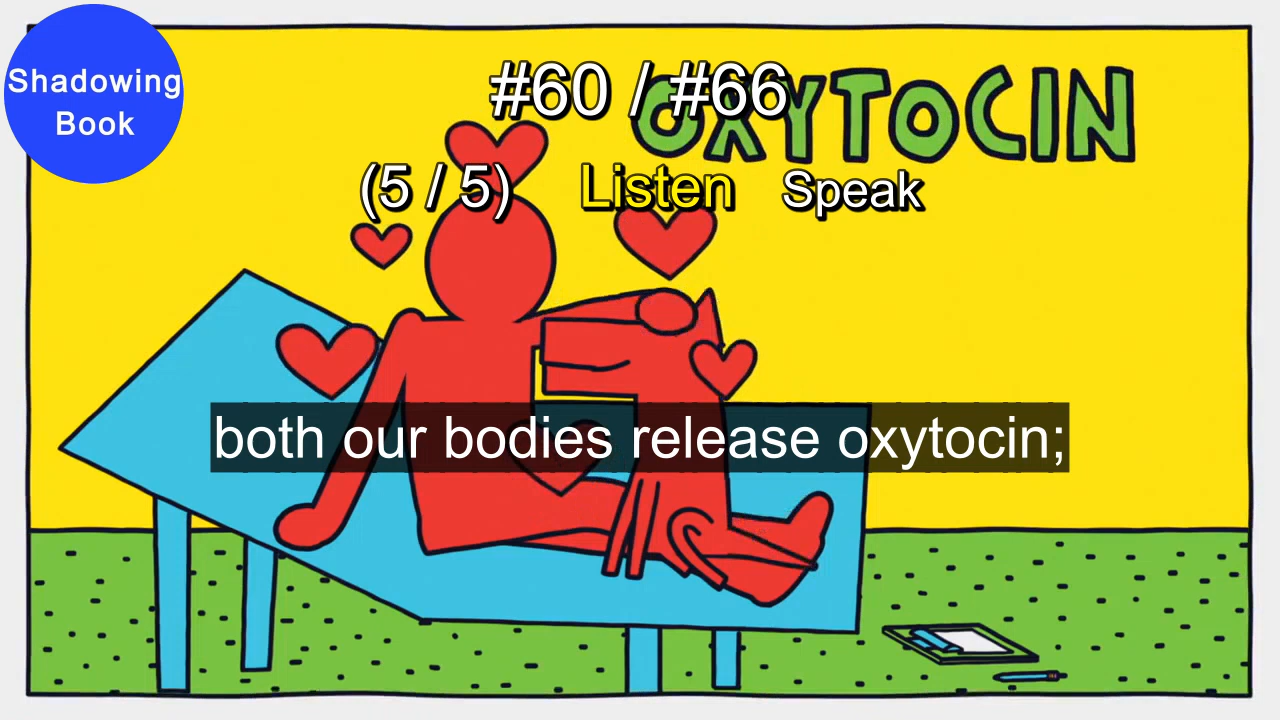 Shadowing
Book
#60 / #66
OXYTOCIN
(5 / 5) Listen Speak
both our bodies release oxytocin;